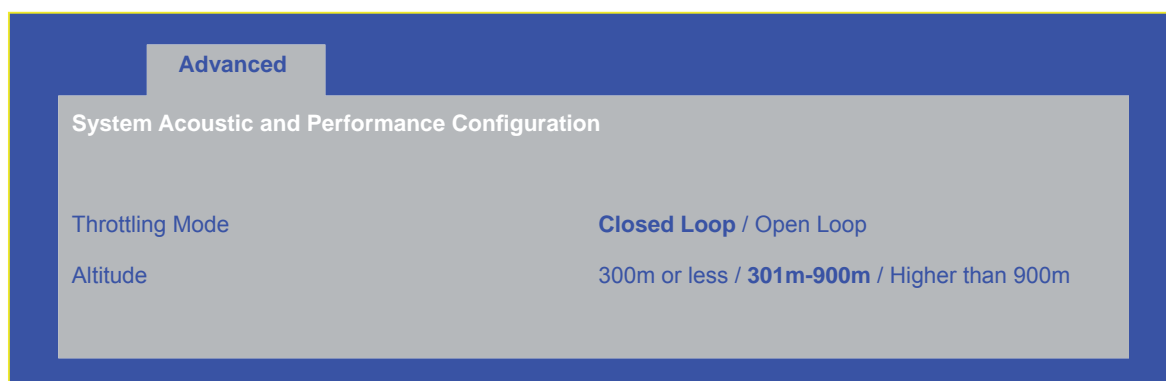 Advanced
System Acoustic and Performance Configuration
Throttling Mode Closed Loop / Open Loop
Altitude 300m or less / 301m-900m / Higher than 900m